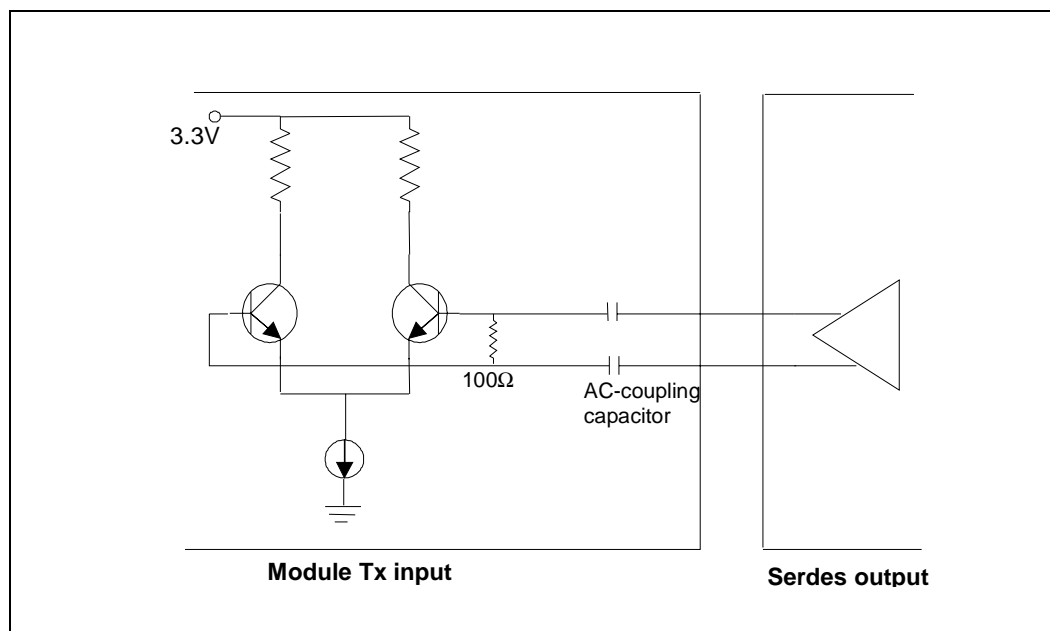 3.3V
100Ω
AC-coupling
capacitor
Module Tx input
Serdes output